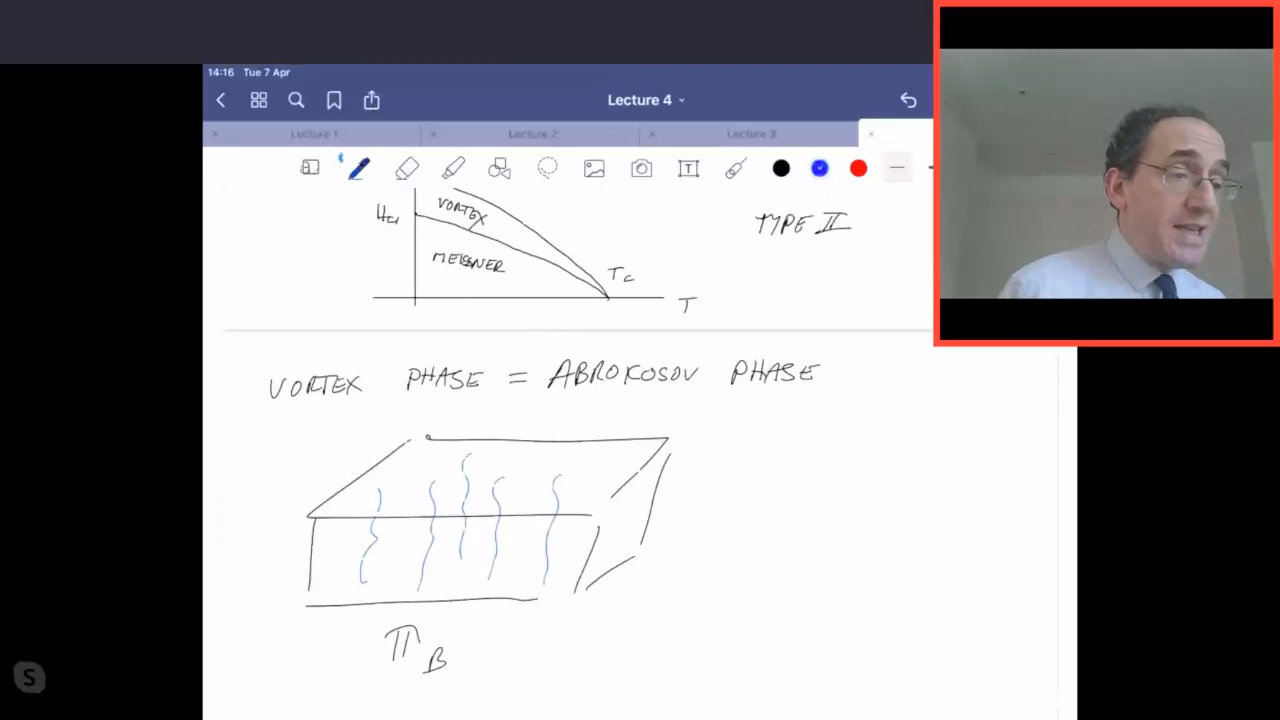 14:16 Tue 7 Apr
Lecture 4
Lecture 1 Lecture 2 Lecture 3
T
Hc1
VORTEX
TYPE II
MEISSNER
Tc
T
VORTEX PHASE = ABROKOSOV PHASE
B
S